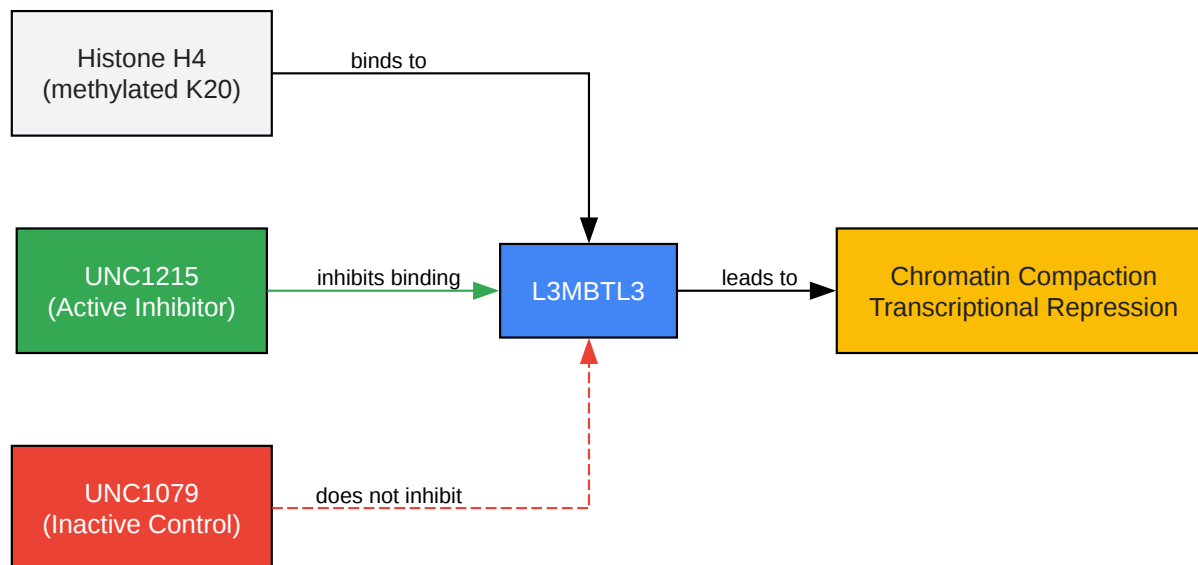 Histone H4
(methylated K20)
binds to
UNC1215
(Active Inhibitor)
inhibits binding
L3MBTL3
leads to
Chromatin Compaction
Transcriptional Repression
UNC1079
(Inactive Control)
does not inhibit